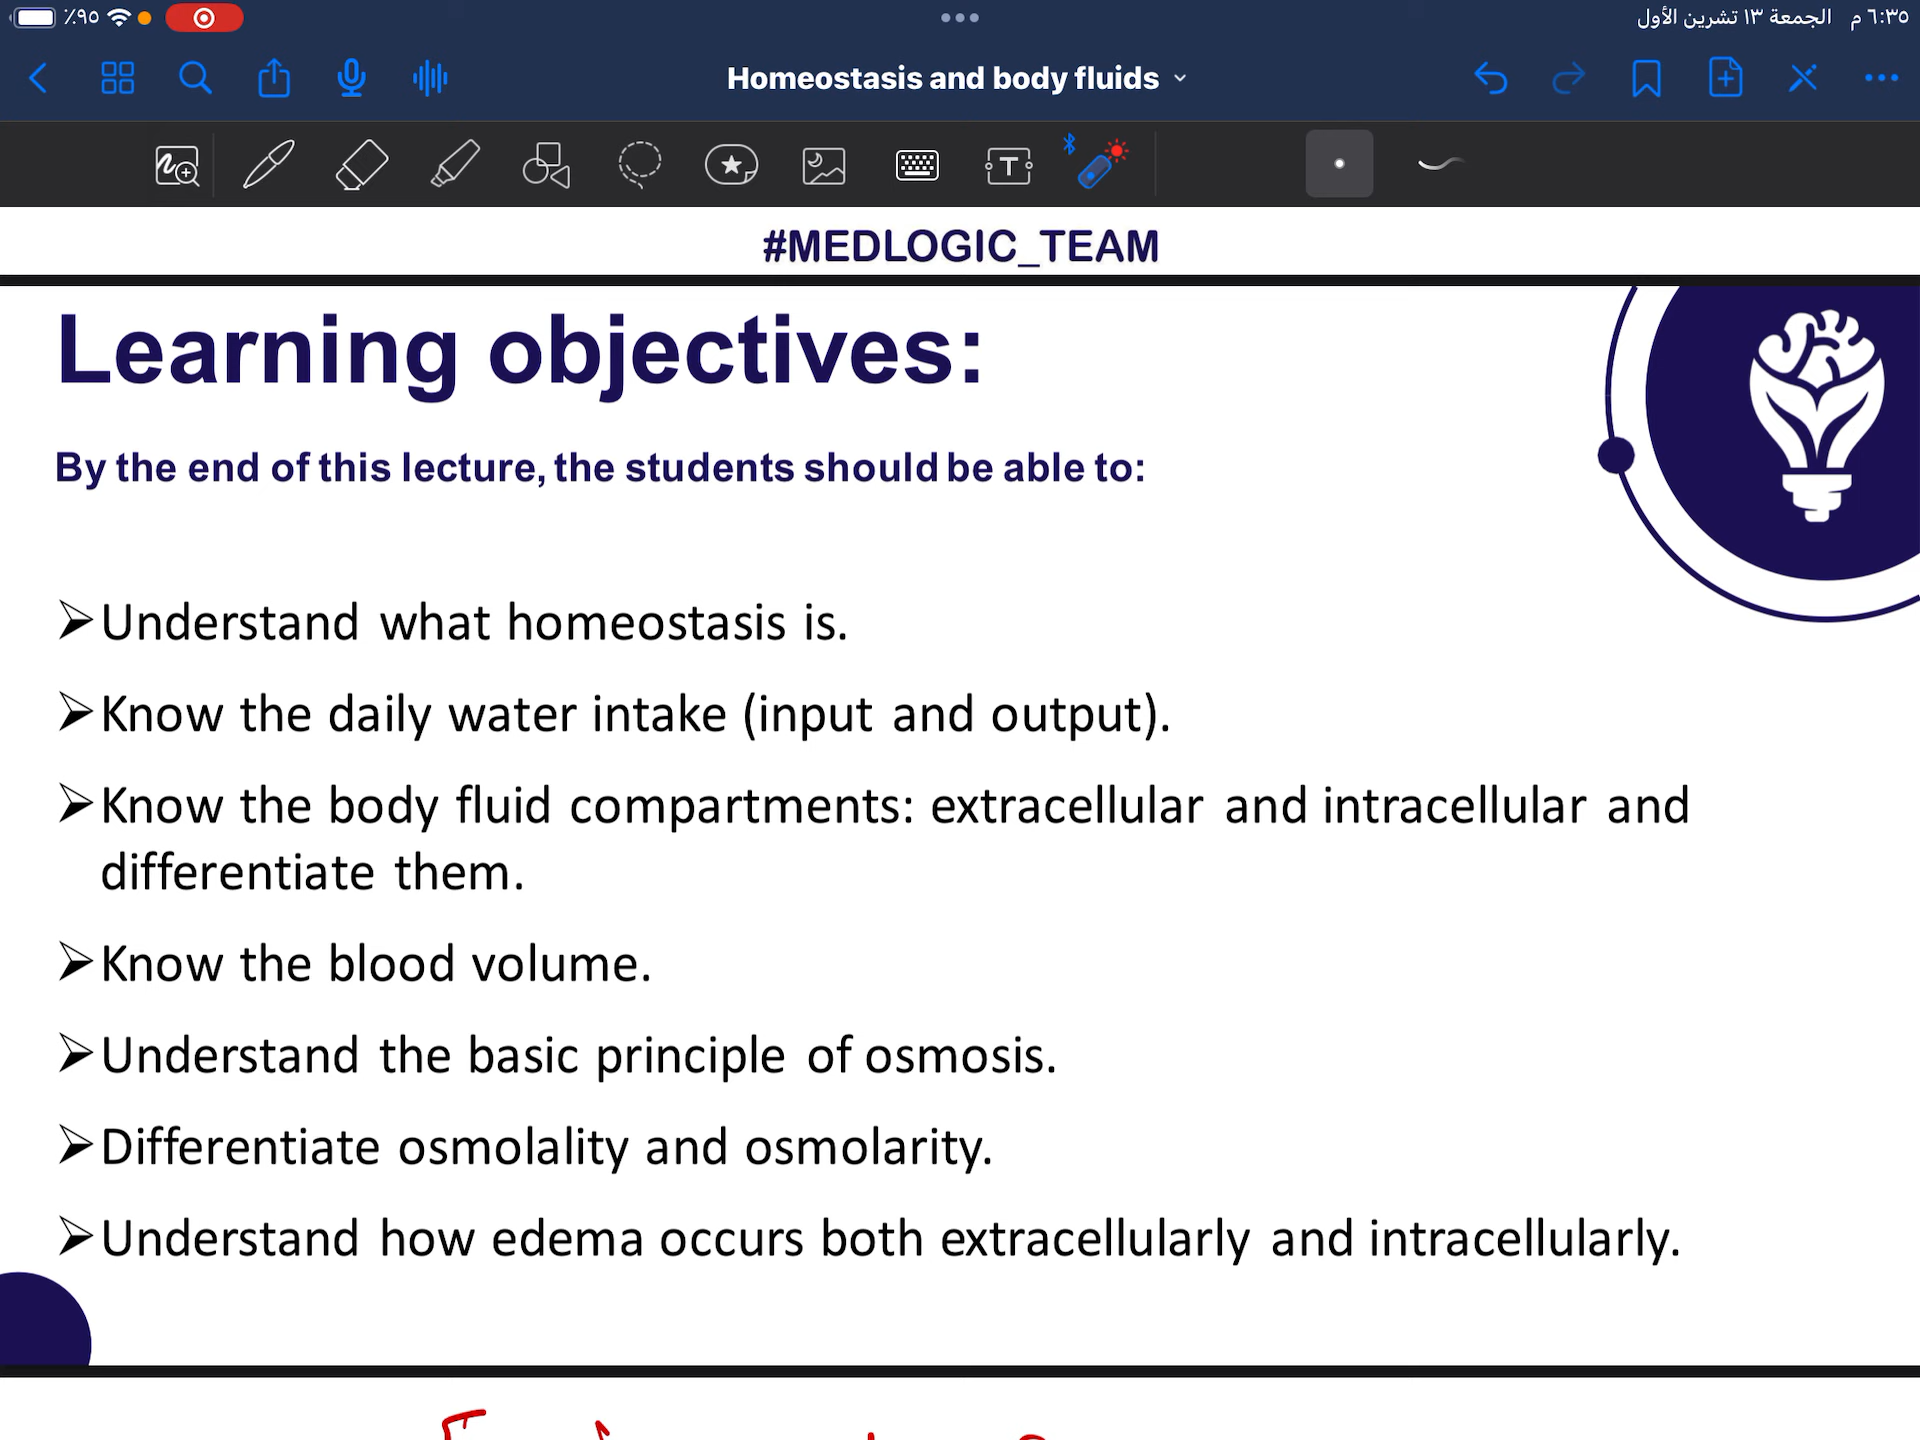 ٪٩٥
٦:٣٥ م الجمعة ١٣ تشرين الأول
Homeostasis and body fluids
T
#MEDLOGIC_TEAM
Learning objectives:
By the end of this lecture, the students should be able to:
➢Understand what homeostasis is.
➢Know the daily water intake (input and output).
➢Know the body fluid compartments: extracellular and intracellular and
differentiate them.
➢Know the blood volume.
➢Understand the basic principle of osmosis.
➢Differentiate osmolality and osmolarity.
➢Understand how edema occurs both extracellularly and intracellularly.